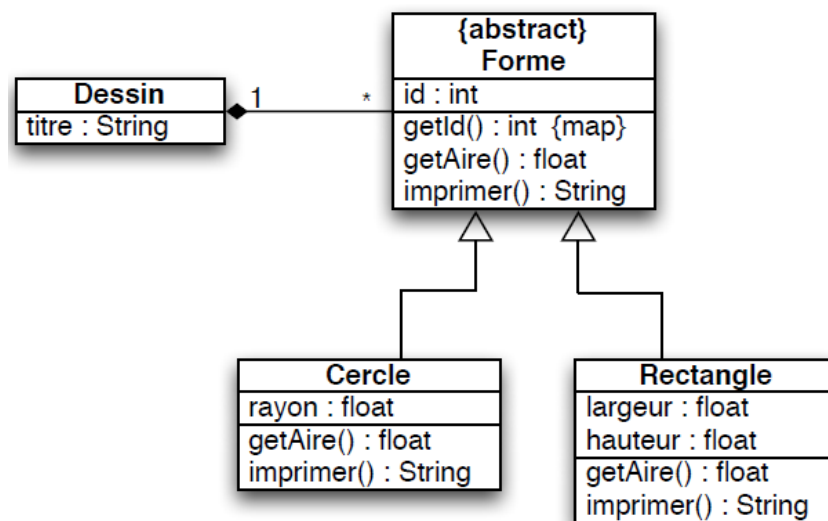 {abstract}
Forme
id : int
getId() : int {map}
getAire() : float
imprimer() : String
Dessin
titre : String
1
*
Cercle
rayon : float
getAire() : float
imprimer() : String
Rectangle
largeur : float
hauteur : float
getAire() : float
imprimer() : String